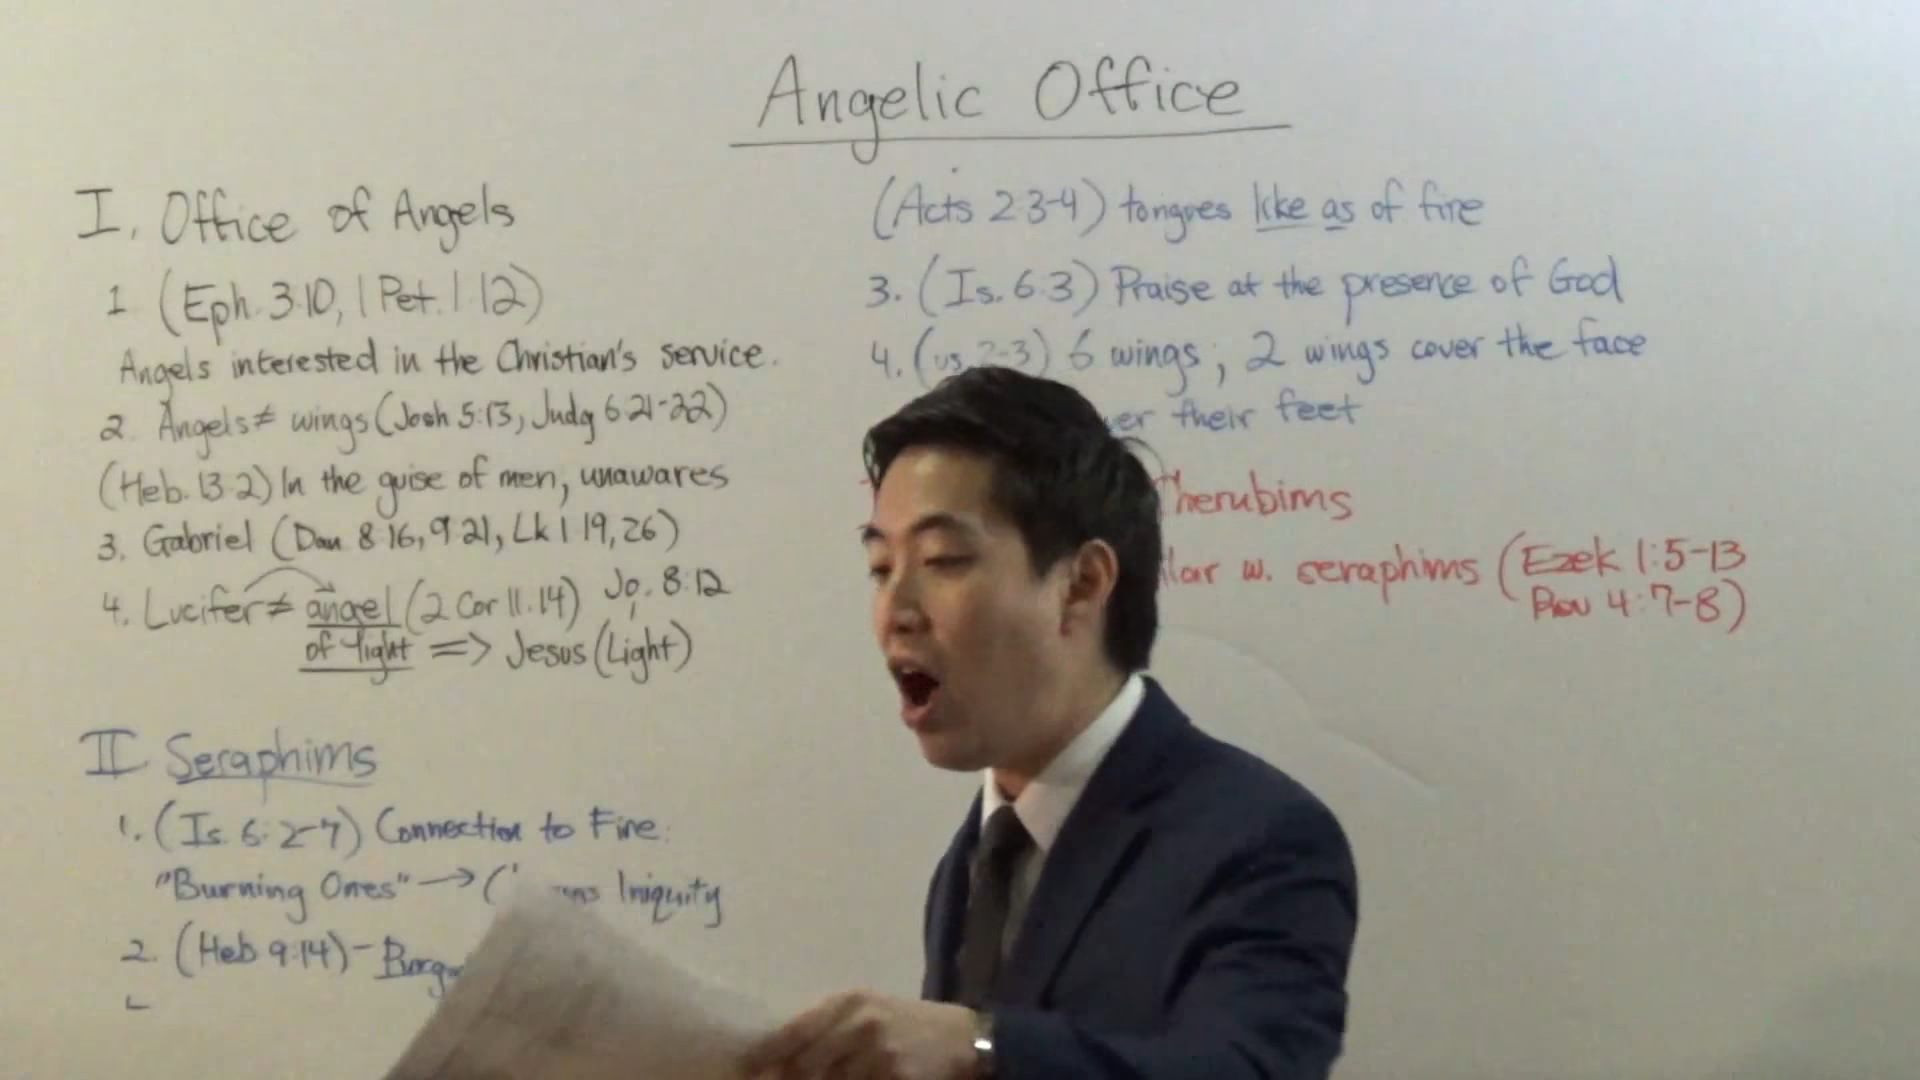 Angelic Office
I. Office of Angels
1 (Eph. 3:10, 1 Pet. 1:12)
Angels interested in the Christian's service.
2. Angels ≠ wings (Josh 5:13, Judg 6:21-22)
(Heb. 13:2) In the guise of men, unawares
3. Gabriel (Dan 8:16, 9:21, Lk 1:19, 26)
4. Lucifer ≠ angel (2 Cor 11:14) Jo. 8:12
of light => Jesus (Light)
II Seraphims
1. (Is. 6:2-7) Connection to Fire.
"Burning Ones" → Iniquity
2. (Heb 9:14) -
(Acts 2:3-4) tongues like as of fire
3. (Is. 6:3) Praise at the presence of God
4. (vs. 2-3) 6 wings; 2 wings cover the face
their feet
Cherubims
w. seraphims (Ezek 1:5-13
Rev 4:7-8)